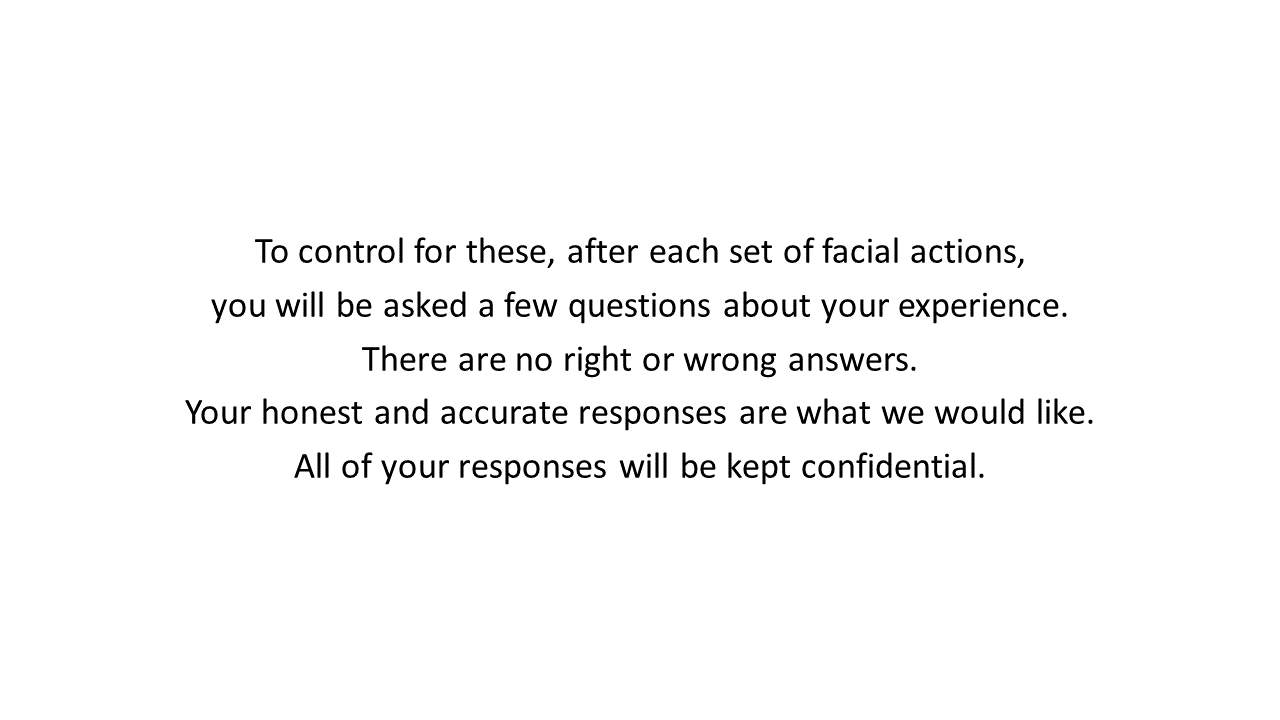 To control for these, after each set of facial actions,
you will be asked a few questions about your experience.
There are no right or wrong answers.
Your honest and accurate responses are what we would like.
All of your responses will be kept confidential.